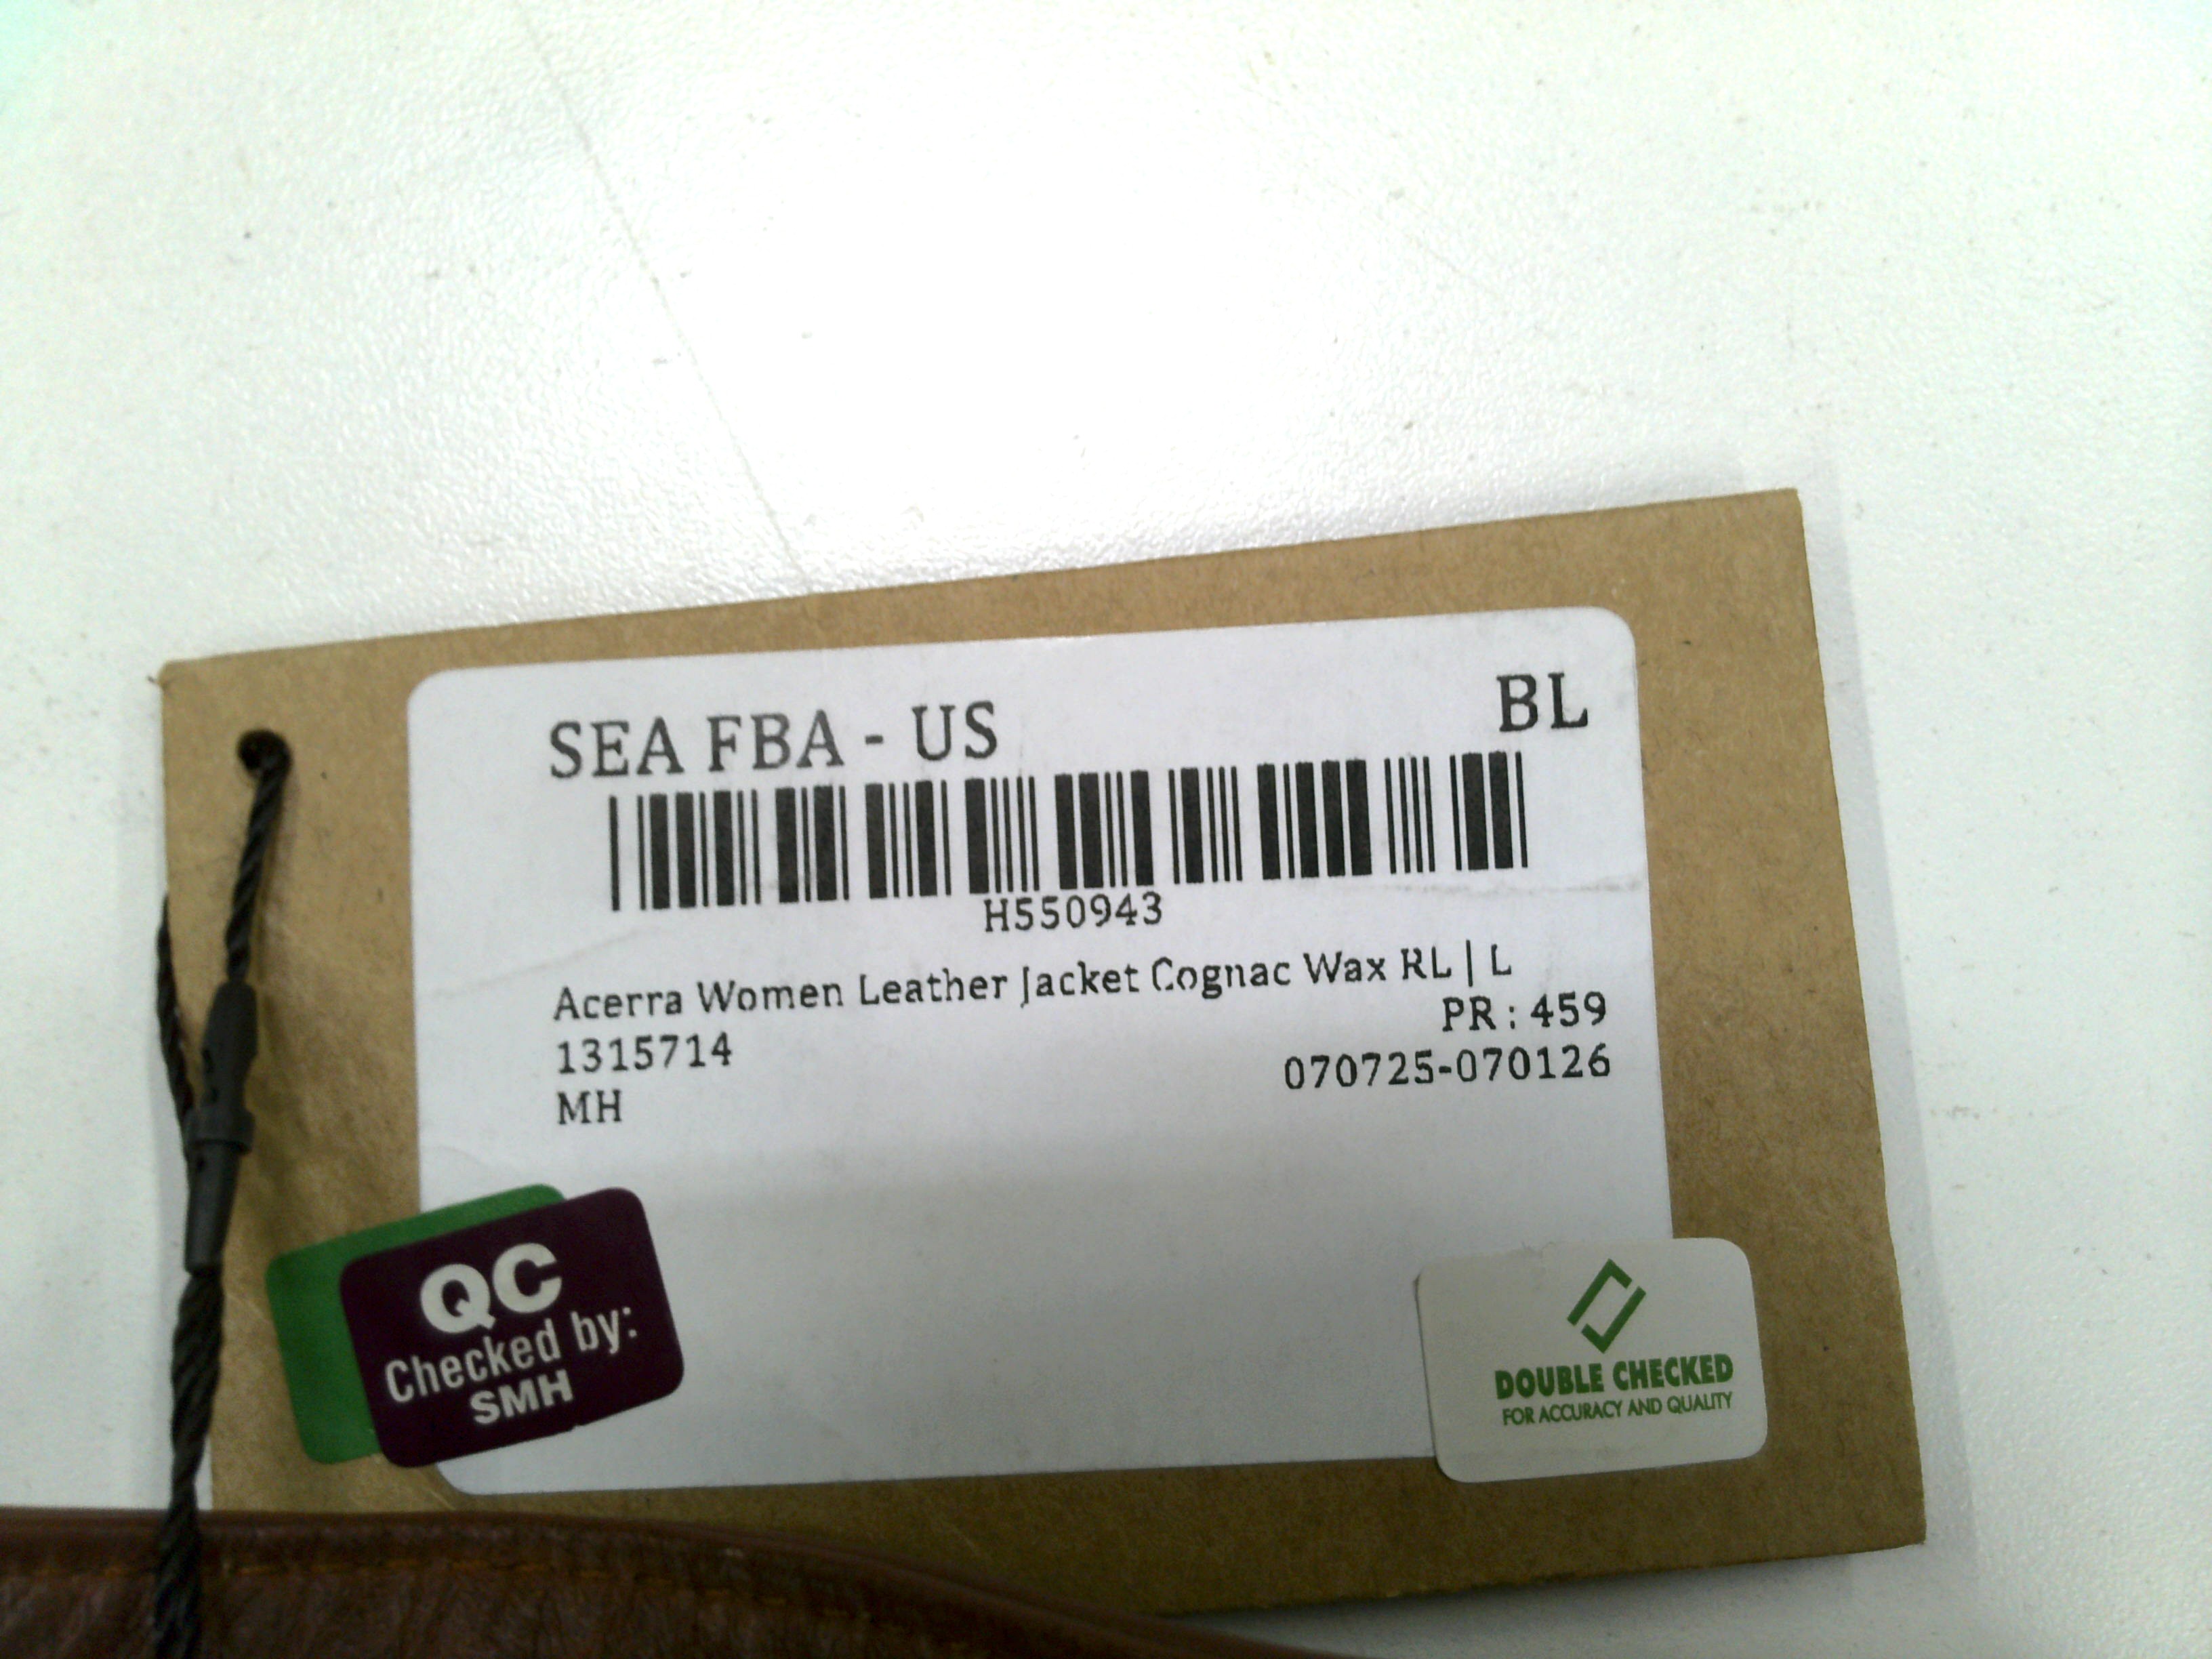 SEA FBA - US
BL
H550943
Acerra Women Leather Jacket Cognac Wax RL | L
PR : 459
1315714
070725-070126
MH
QC
Checked by:
SMH
DOUBLE CHECKED
FOR ACCURACY AND QUALITY